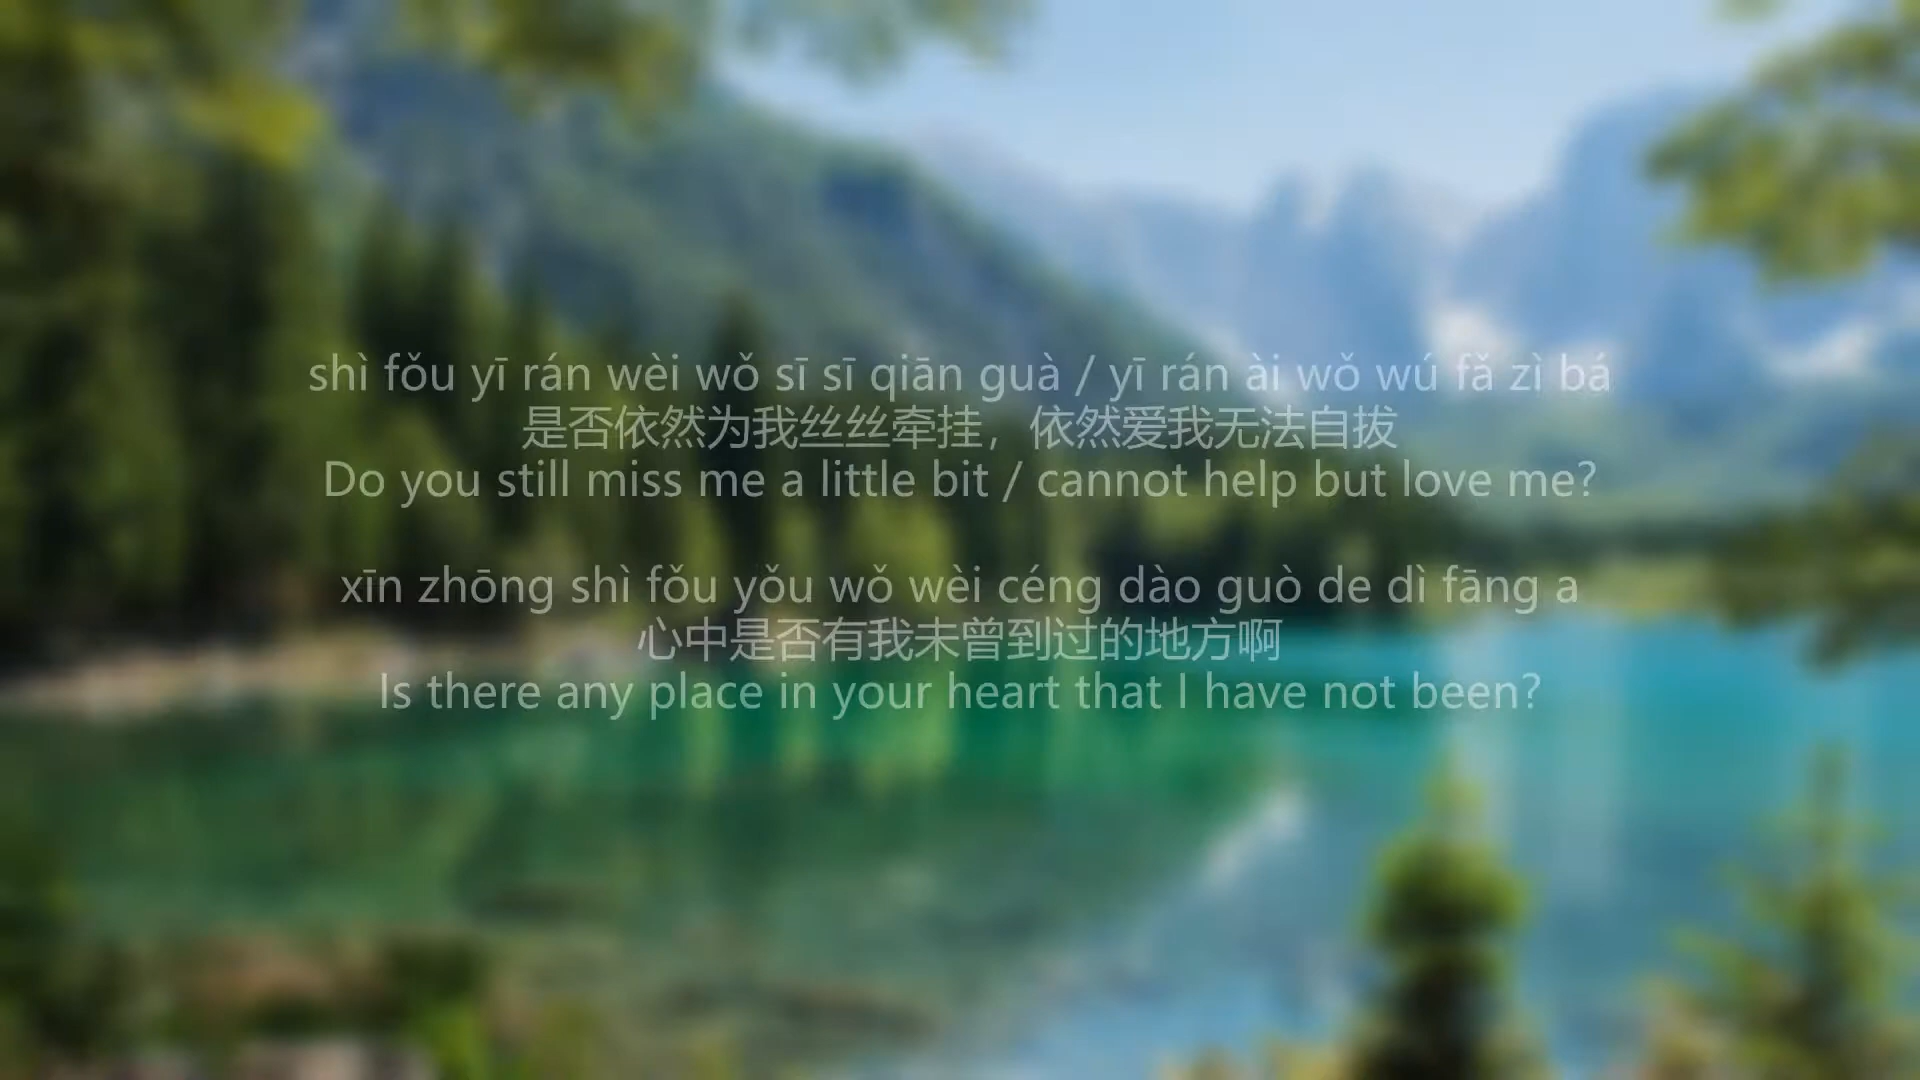 shì fǒu yī rán wèi wǒ sī sī qiān guà / yī rán ài wǒ wú fǎ zì bá
是否依然为我丝丝牵挂，依然爱我无法自拔
Do you still miss me a little bit / cannot help but love me?
xīn zhōng shì fǒu yǒu wǒ wèi céng dào guò de dì fāng a
心中是否有我未曾到过的地方啊
Is there any place in your heart that I have not been?